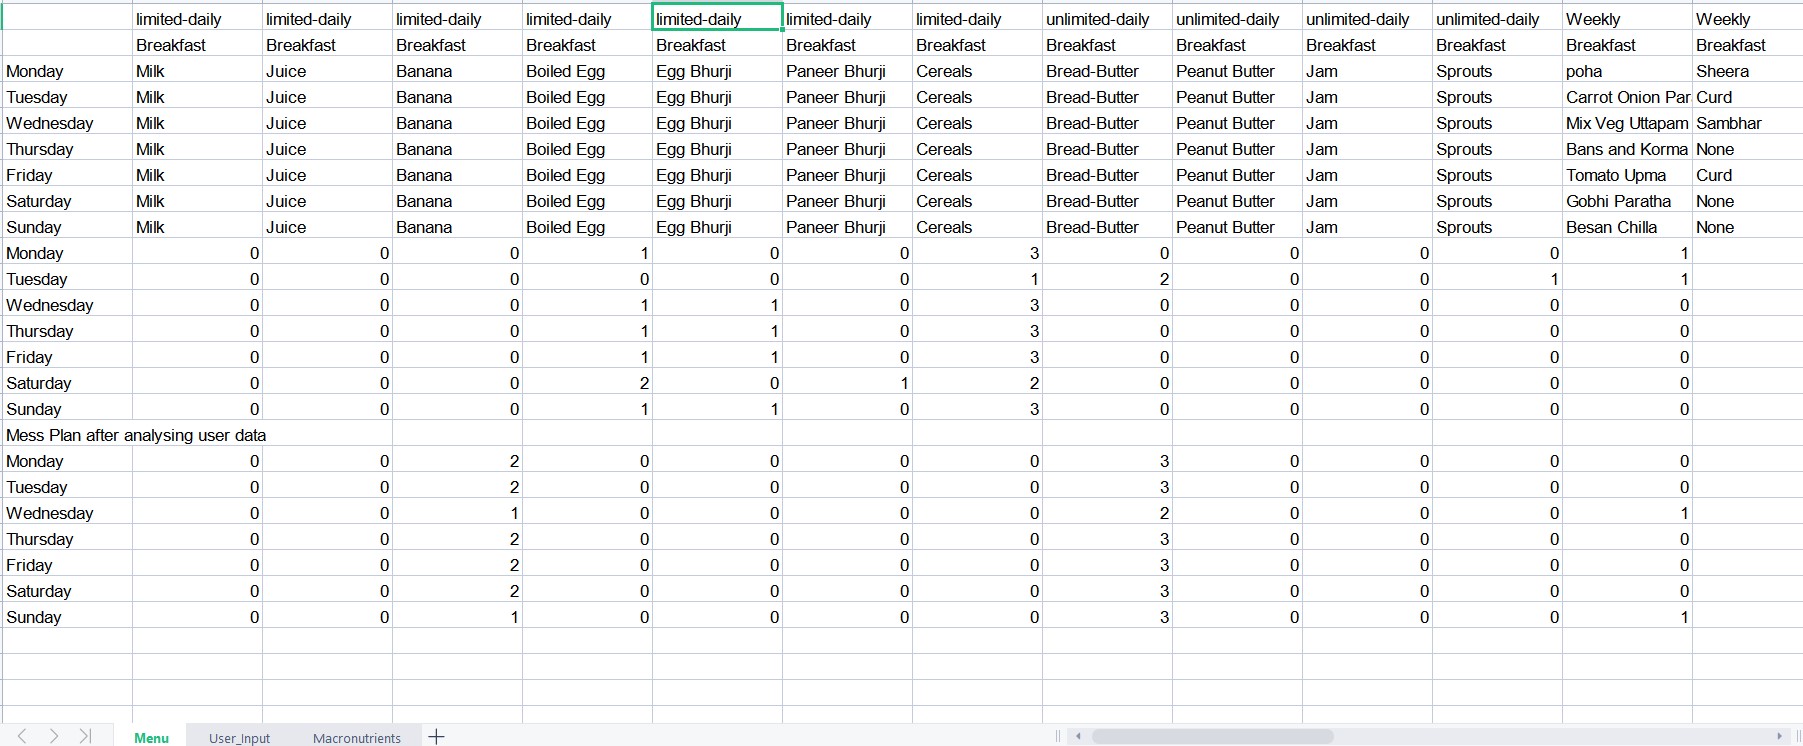 limited-daily limited-daily limited-daily limited-daily limited-daily limited-daily limited-daily unlimited-daily unlimited-daily unlimited-daily unlimited-daily Weekly Weekly
Breakfast Breakfast Breakfast Breakfast Breakfast Breakfast Breakfast Breakfast Breakfast Breakfast Breakfast Breakfast Breakfast
Monday Milk Juice Banana Boiled Egg Egg Bhurji Paneer Bhurji Cereals Bread-Butter Peanut Butter Jam Sprouts poha Sheera
Tuesday Milk Juice Banana Boiled Egg Egg Bhurji Paneer Bhurji Cereals Bread-Butter Peanut Butter Jam Sprouts Carrot Onion Par Curd
Wednesday Milk Juice Banana Boiled Egg Egg Bhurji Paneer Bhurji Cereals Bread-Butter Peanut Butter Jam Sprouts Mix Veg Uttapam Sambhar
Thursday Milk Juice Banana Boiled Egg Egg Bhurji Paneer Bhurji Cereals Bread-Butter Peanut Butter Jam Sprouts Bans and Korma None
Friday Milk Juice Banana Boiled Egg Egg Bhurji Paneer Bhurji Cereals Bread-Butter Peanut Butter Jam Sprouts Tomato Upma Curd
Saturday Milk Juice Banana Boiled Egg Egg Bhurji Paneer Bhurji Cereals Bread-Butter Peanut Butter Jam Sprouts Gobhi Paratha None
Sunday Milk Juice Banana Boiled Egg Egg Bhurji Paneer Bhurji Cereals Bread-Butter Peanut Butter Jam Sprouts Besan Chilla None
Monday 0 0 0 1 0 0 3 0 0 0 0 1
Tuesday 0 0 0 0 0 0 1 2 0 0 1 1
Wednesday 0 0 0 1 1 0 3 0 0 0 0 0
Thursday 0 0 0 1 1 0 3 0 0 0 0 0
Friday 0 0 0 1 1 0 3 0 0 0 0 0
Saturday 0 0 0 2 0 1 2 0 0 0 0 0
Sunday 0 0 0 1 1 0 3 0 0 0 0 0
Mess Plan after analysing user data
Monday 0 0 2 0 0 0 0 3 0 0 0 0
Tuesday 0 0 2 0 0 0 0 3 0 0 0 0
Wednesday 0 0 1 0 0 0 0 2 0 0 0 1
Thursday 0 0 2 0 0 0 0 3 0 0 0 0
Friday 0 0 2 0 0 0 0 3 0 0 0 0
Saturday 0 0 2 0 0 0 0 3 0 0 0 0
Sunday 0 0 1 0 0 0 0 3 0 0 0 1
Menu User_Input Macronutrients